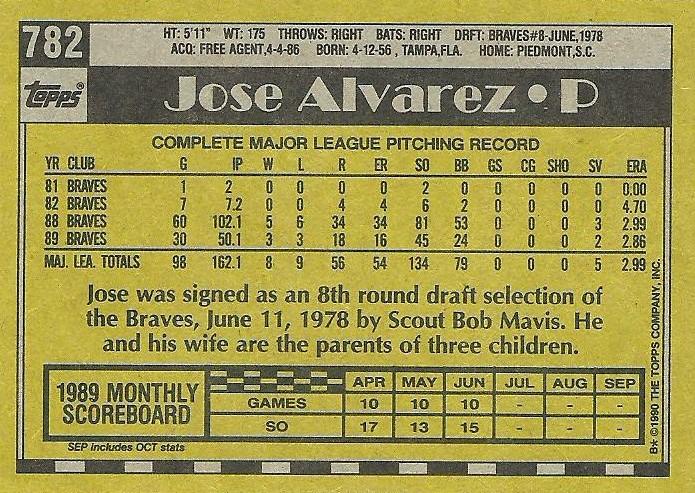 782
HT: 5'11" WT: 175 THROWS: RIGHT BATS: RIGHT DRFT: BRAVES#8-JUNE,1978
ACQ: FREE AGENT,4-4-86 BORN: 4-12-56 , TAMPA,FLA. HOME: PIEDMONT,S.C.
topps®
Jose Alvarez • P
COMPLETE MAJOR LEAGUE PITCHING RECORD
YR CLUB G IP W L R ER SO BB GS CG SHO SV ERA
81 BRAVES 1 2 0 0 0 0 2 0 0 0 0 0 0.00
82 BRAVES 7 7.2 0 0 4 4 6 2 0 0 0 0 4.70
88 BRAVES 60 102.1 5 6 34 34 81 53 0 0 0 3 2.99
89 BRAVES 30 50.1 3 3 18 16 45 24 0 0 0 2 2.86
MAJ. LEA. TOTALS 98 162.1 8 9 56 54 134 79 0 0 0 5 2.99
Jose was signed as an 8th round draft selection of
the Braves, June 11, 1978 by Scout Bob Mavis. He
and his wife are the parents of three children.
1989 MONTHLY
SCOREBOARD
APR MAY JUN JUL AUG SEP
GAMES 10 10 10 - - -
SO 17 13 15 - - -
SEP includes OCT stats
B* ©1990 THE TOPPS COMPANY, INC.